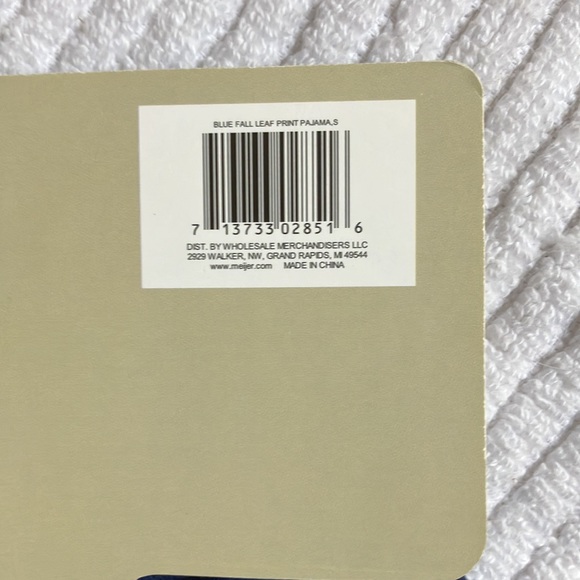 BLUE FALL LEAF PRINT PAJAMA,S
7 13733 02851 6
DIST. BY WHOLESALE MERCHANDISERS LLC
2929 WALKER, NW, GRAND RAPIDS, MI 49544
www.meijer.com MADE IN CHINA